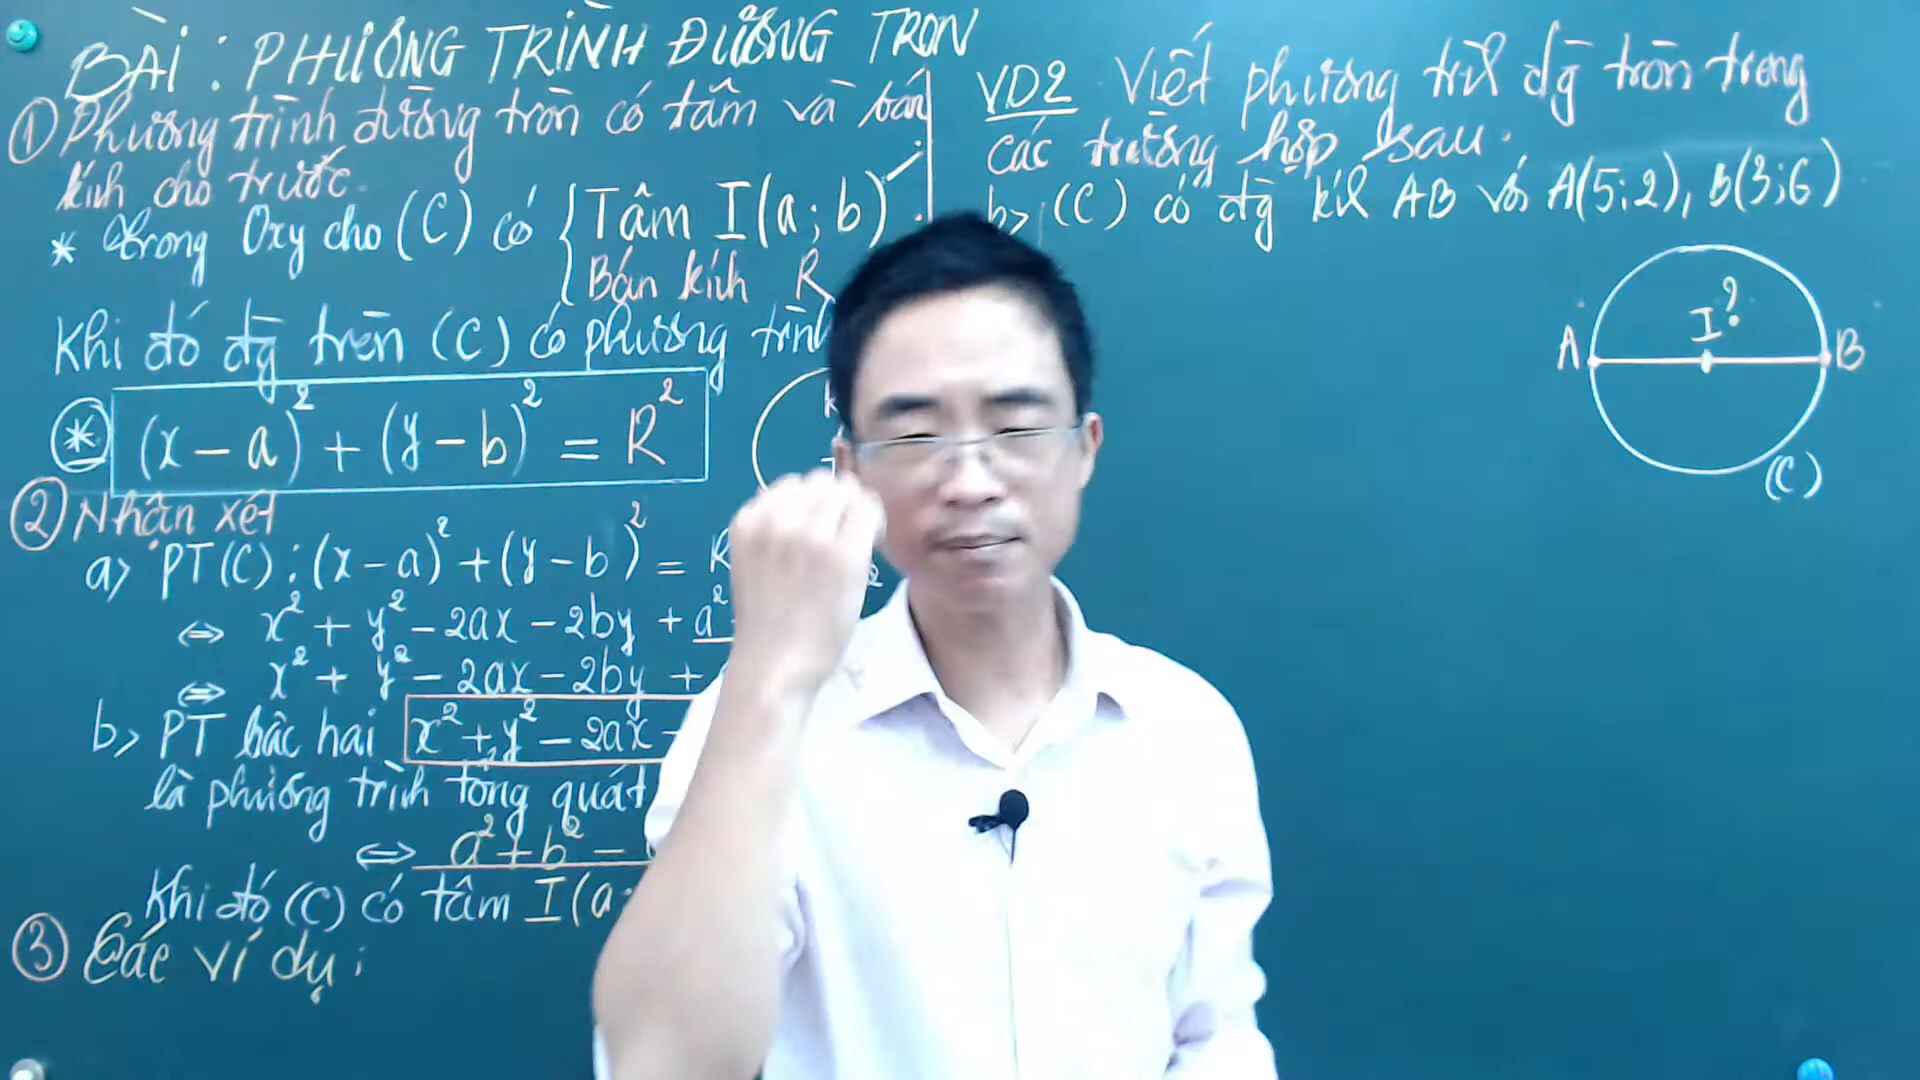 BÀI : PHƯƠNG TRÌNH ĐƯỜNG TRÒN
① Phương trình đường tròn có tâm và bán
kính cho trước.
* Trong Oxy cho (C) có { Tâm I(a; b)
Bán kính R
Khi đó đg tròn (C) có phương trình
(*) (x – a)² + (y – b)² = R²
② Nhận xét
a> PT(C) : (x – a)² + (y – b)² = R
⇔ x² + y² – 2ax – 2by + a²
⇔ x² + y² – 2ax – 2by +
b> PT bậc hai x² + y² – 2ax –
là phương trình tổng quát
⇔ a² + b² –
Khi đó (C) có tâm I(a;
③ Các ví dụ :
VD2 Viết phương trìh đg tròn trong
các trường hợp sau.
b> (C) có đg kíh AB với A(5;2), B(3;6)
I ?
A B
(C)